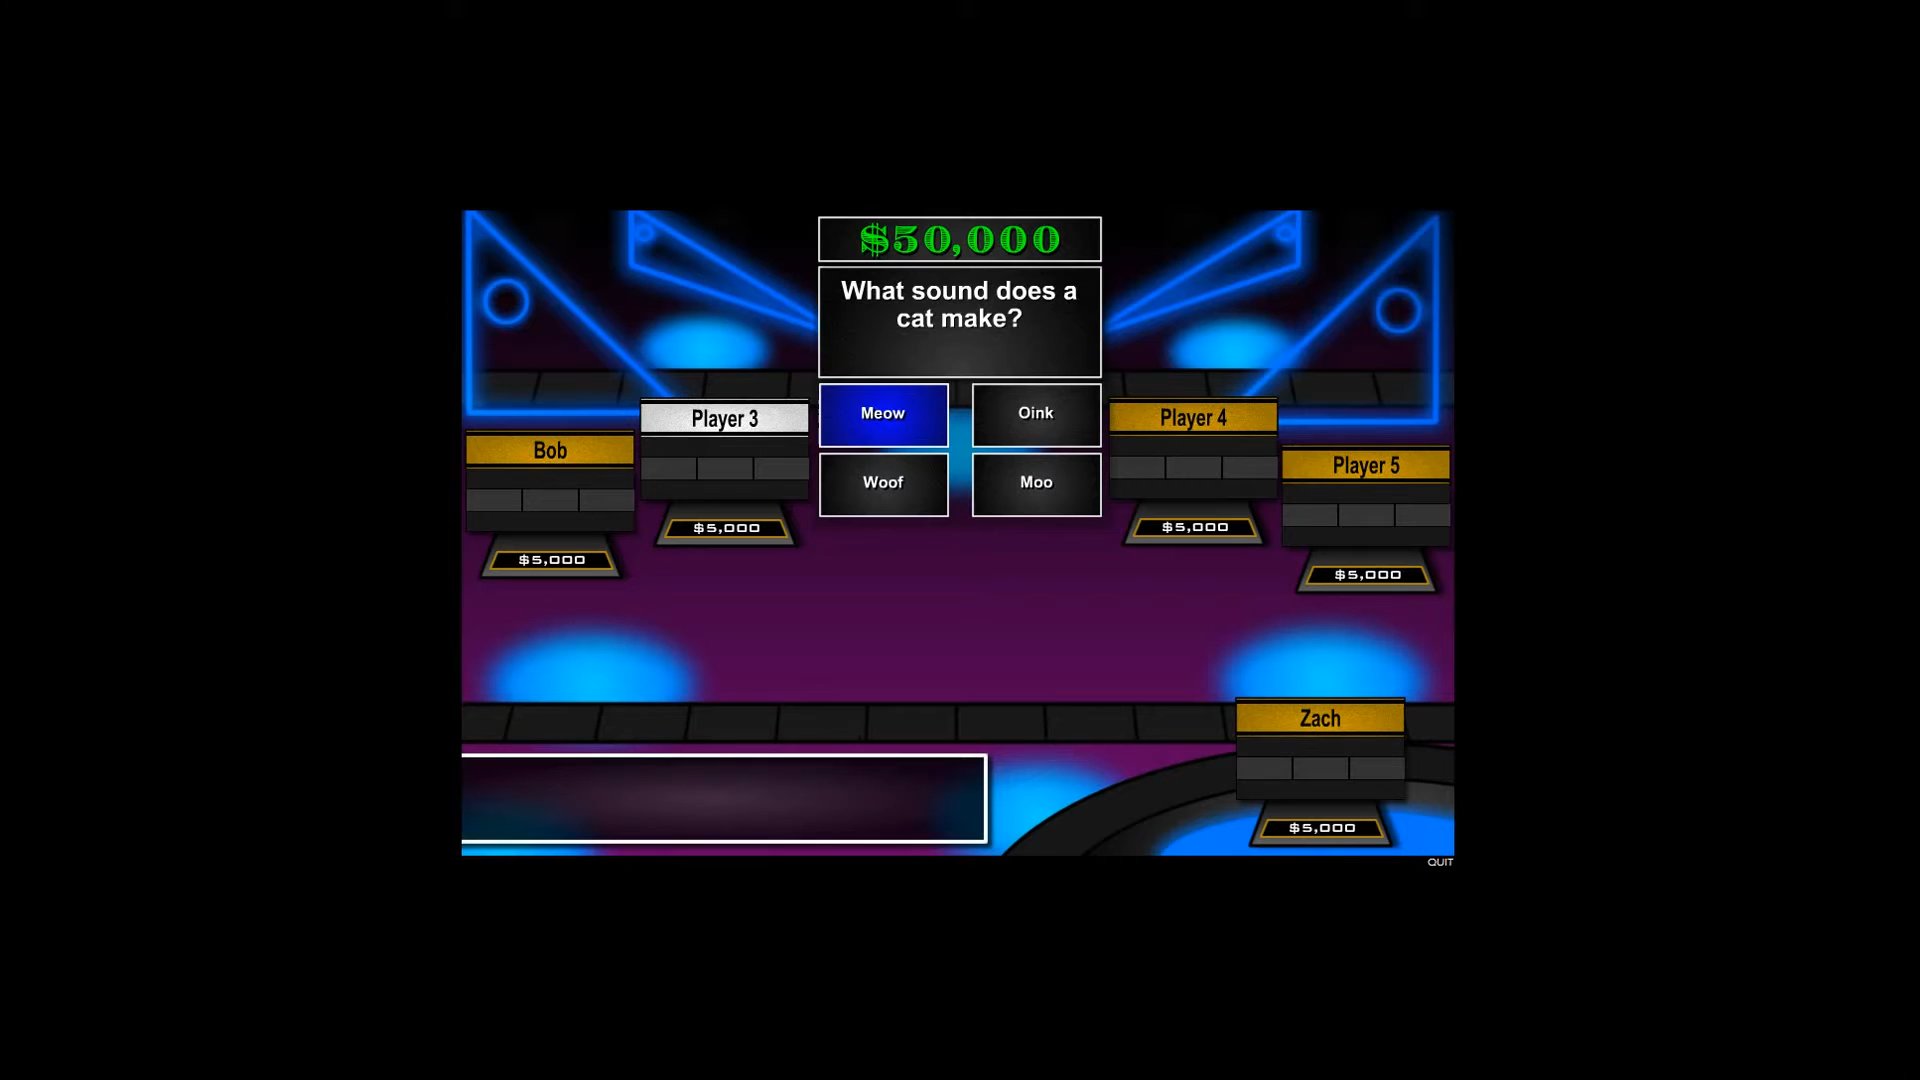 $50,000
What sound does a
cat make?
Meow
Oink
Woof
Moo
Player 3
$5,000
Bob
$5,000
Player 4
$5,000
Player 5
$5,000
Zach
$5,000
QUIT